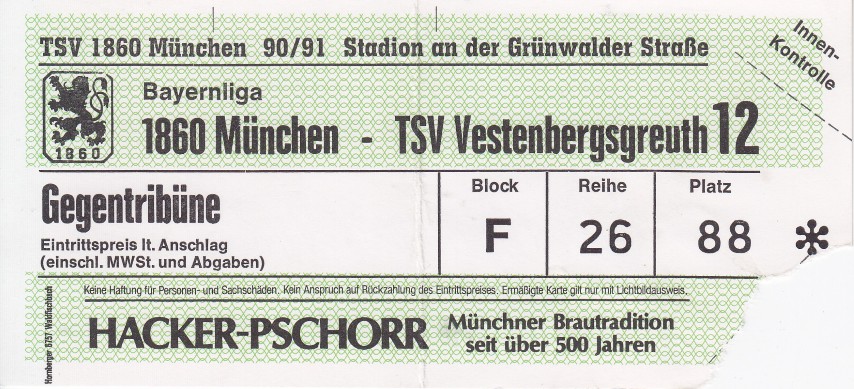 TSV 1860 München 90/91 Stadion an der Grünwalder Straße
Innen-
Kontrolle
1860
Bayernliga
1860 München - TSV Vestenbergsgreuth 12
Gegentribüne
Eintrittspreis lt. Anschlag
(einschl. MWSt. und Abgaben)
Block
F
Reihe
26
Platz
88
*
Keine Haftung für Personen- und Sachschäden. Kein Anspruch auf Rückzahlung des Eintrittspreises. Ermäßigte Karte gilt nur mit Lichtbildausweis.
HACKER-PSCHORR
Münchner Brautradition
seit über 500 Jahren
Hornberger 6757 Waldfischbach